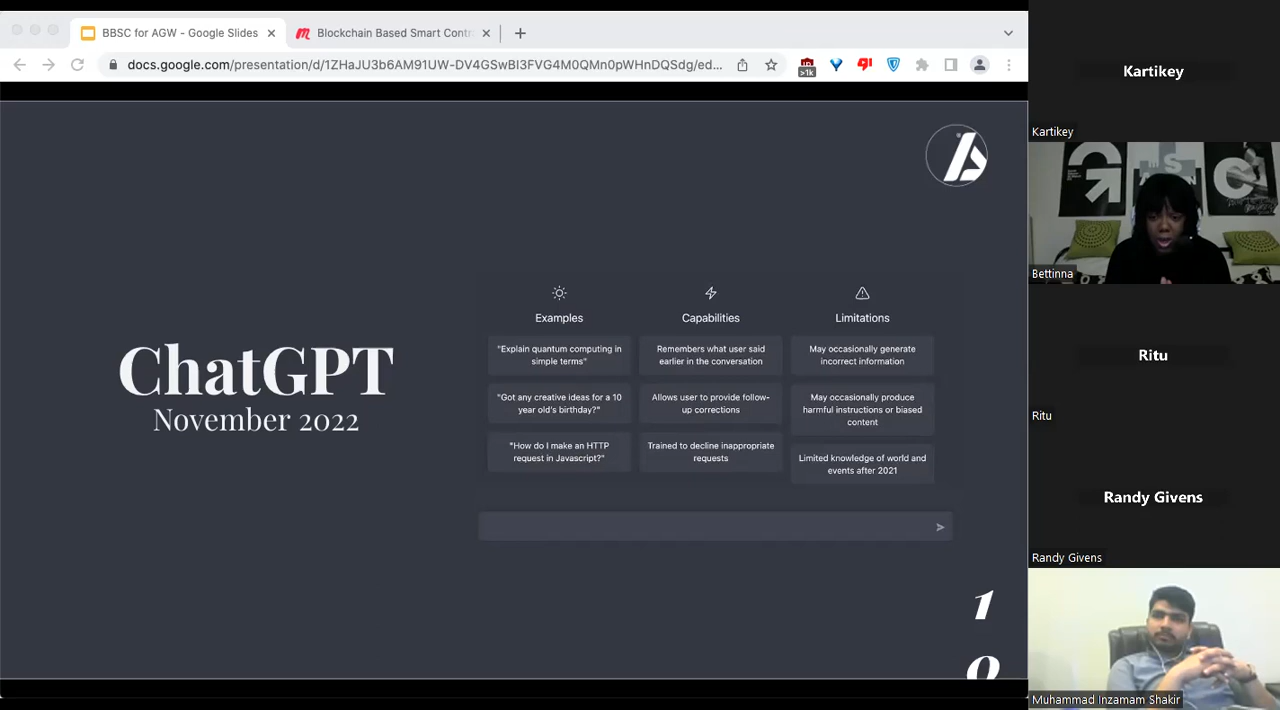 BBSC for AGW - Google Slides
Blockchain Based Smart Contr
docs.google.com/presentation/d/1ZHaJU3b6AM91UW-DV4GSwBI3FVG4M0QMn0pWHnDQSdg/ed...
>1k
ChatGPT
November 2022
Examples
"Explain quantum computing in
simple terms"
"Got any creative ideas for a 10
year old's birthday?"
"How do I make an HTTP
request in Javascript?"
Capabilities
Remembers what user said
earlier in the conversation
Allows user to provide follow-
up corrections
Trained to decline inappropriate
requests
Limitations
May occasionally generate
incorrect information
May occasionally produce
harmful instructions or biased
content
Limited knowledge of world and
events after 2021
1
0
Kartikey
Kartikey
Bettinna
Ritu
Ritu
Randy Givens
Randy Givens
Muhammad Inzamam Shakir